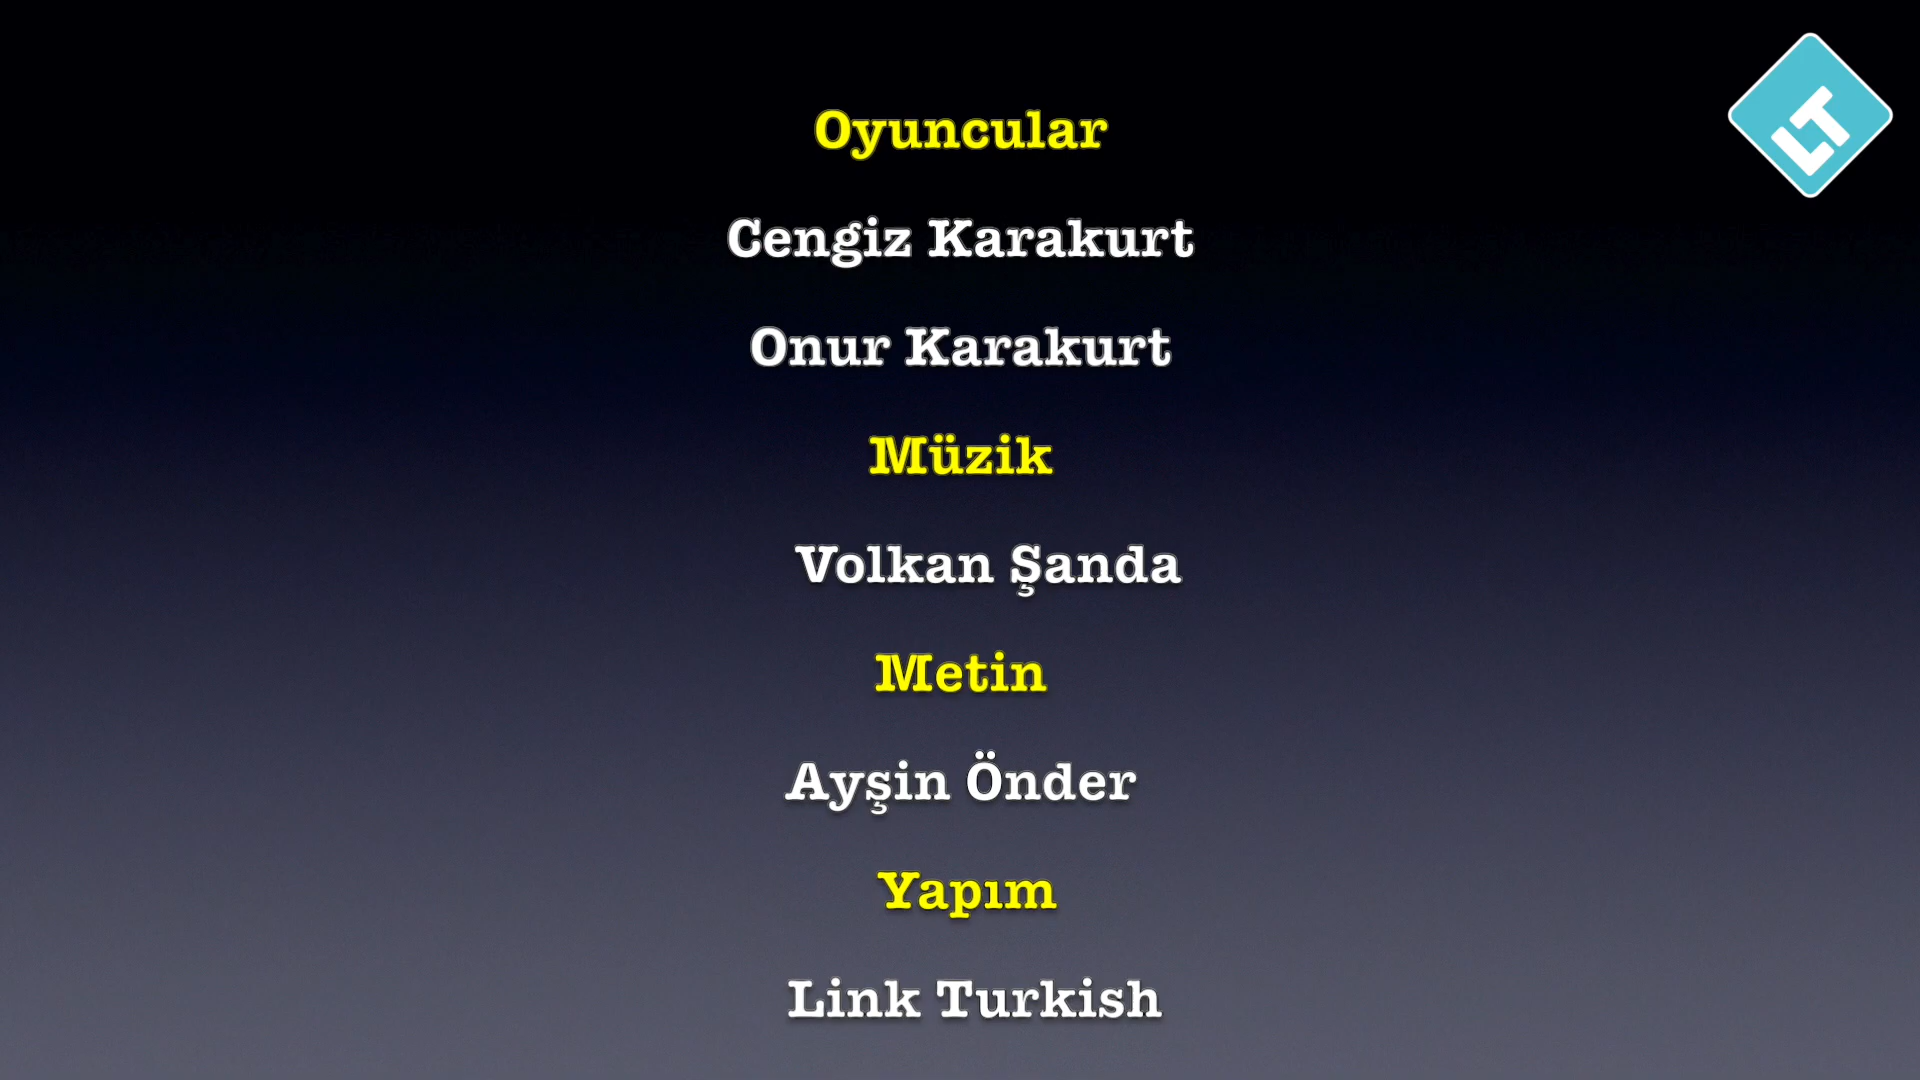 LT
Oyuncular
Cengiz Karakurt
Onur Karakurt
Müzik
Volkan Şanda
Metin
Ayşin Önder
Yapım
Link Turkish